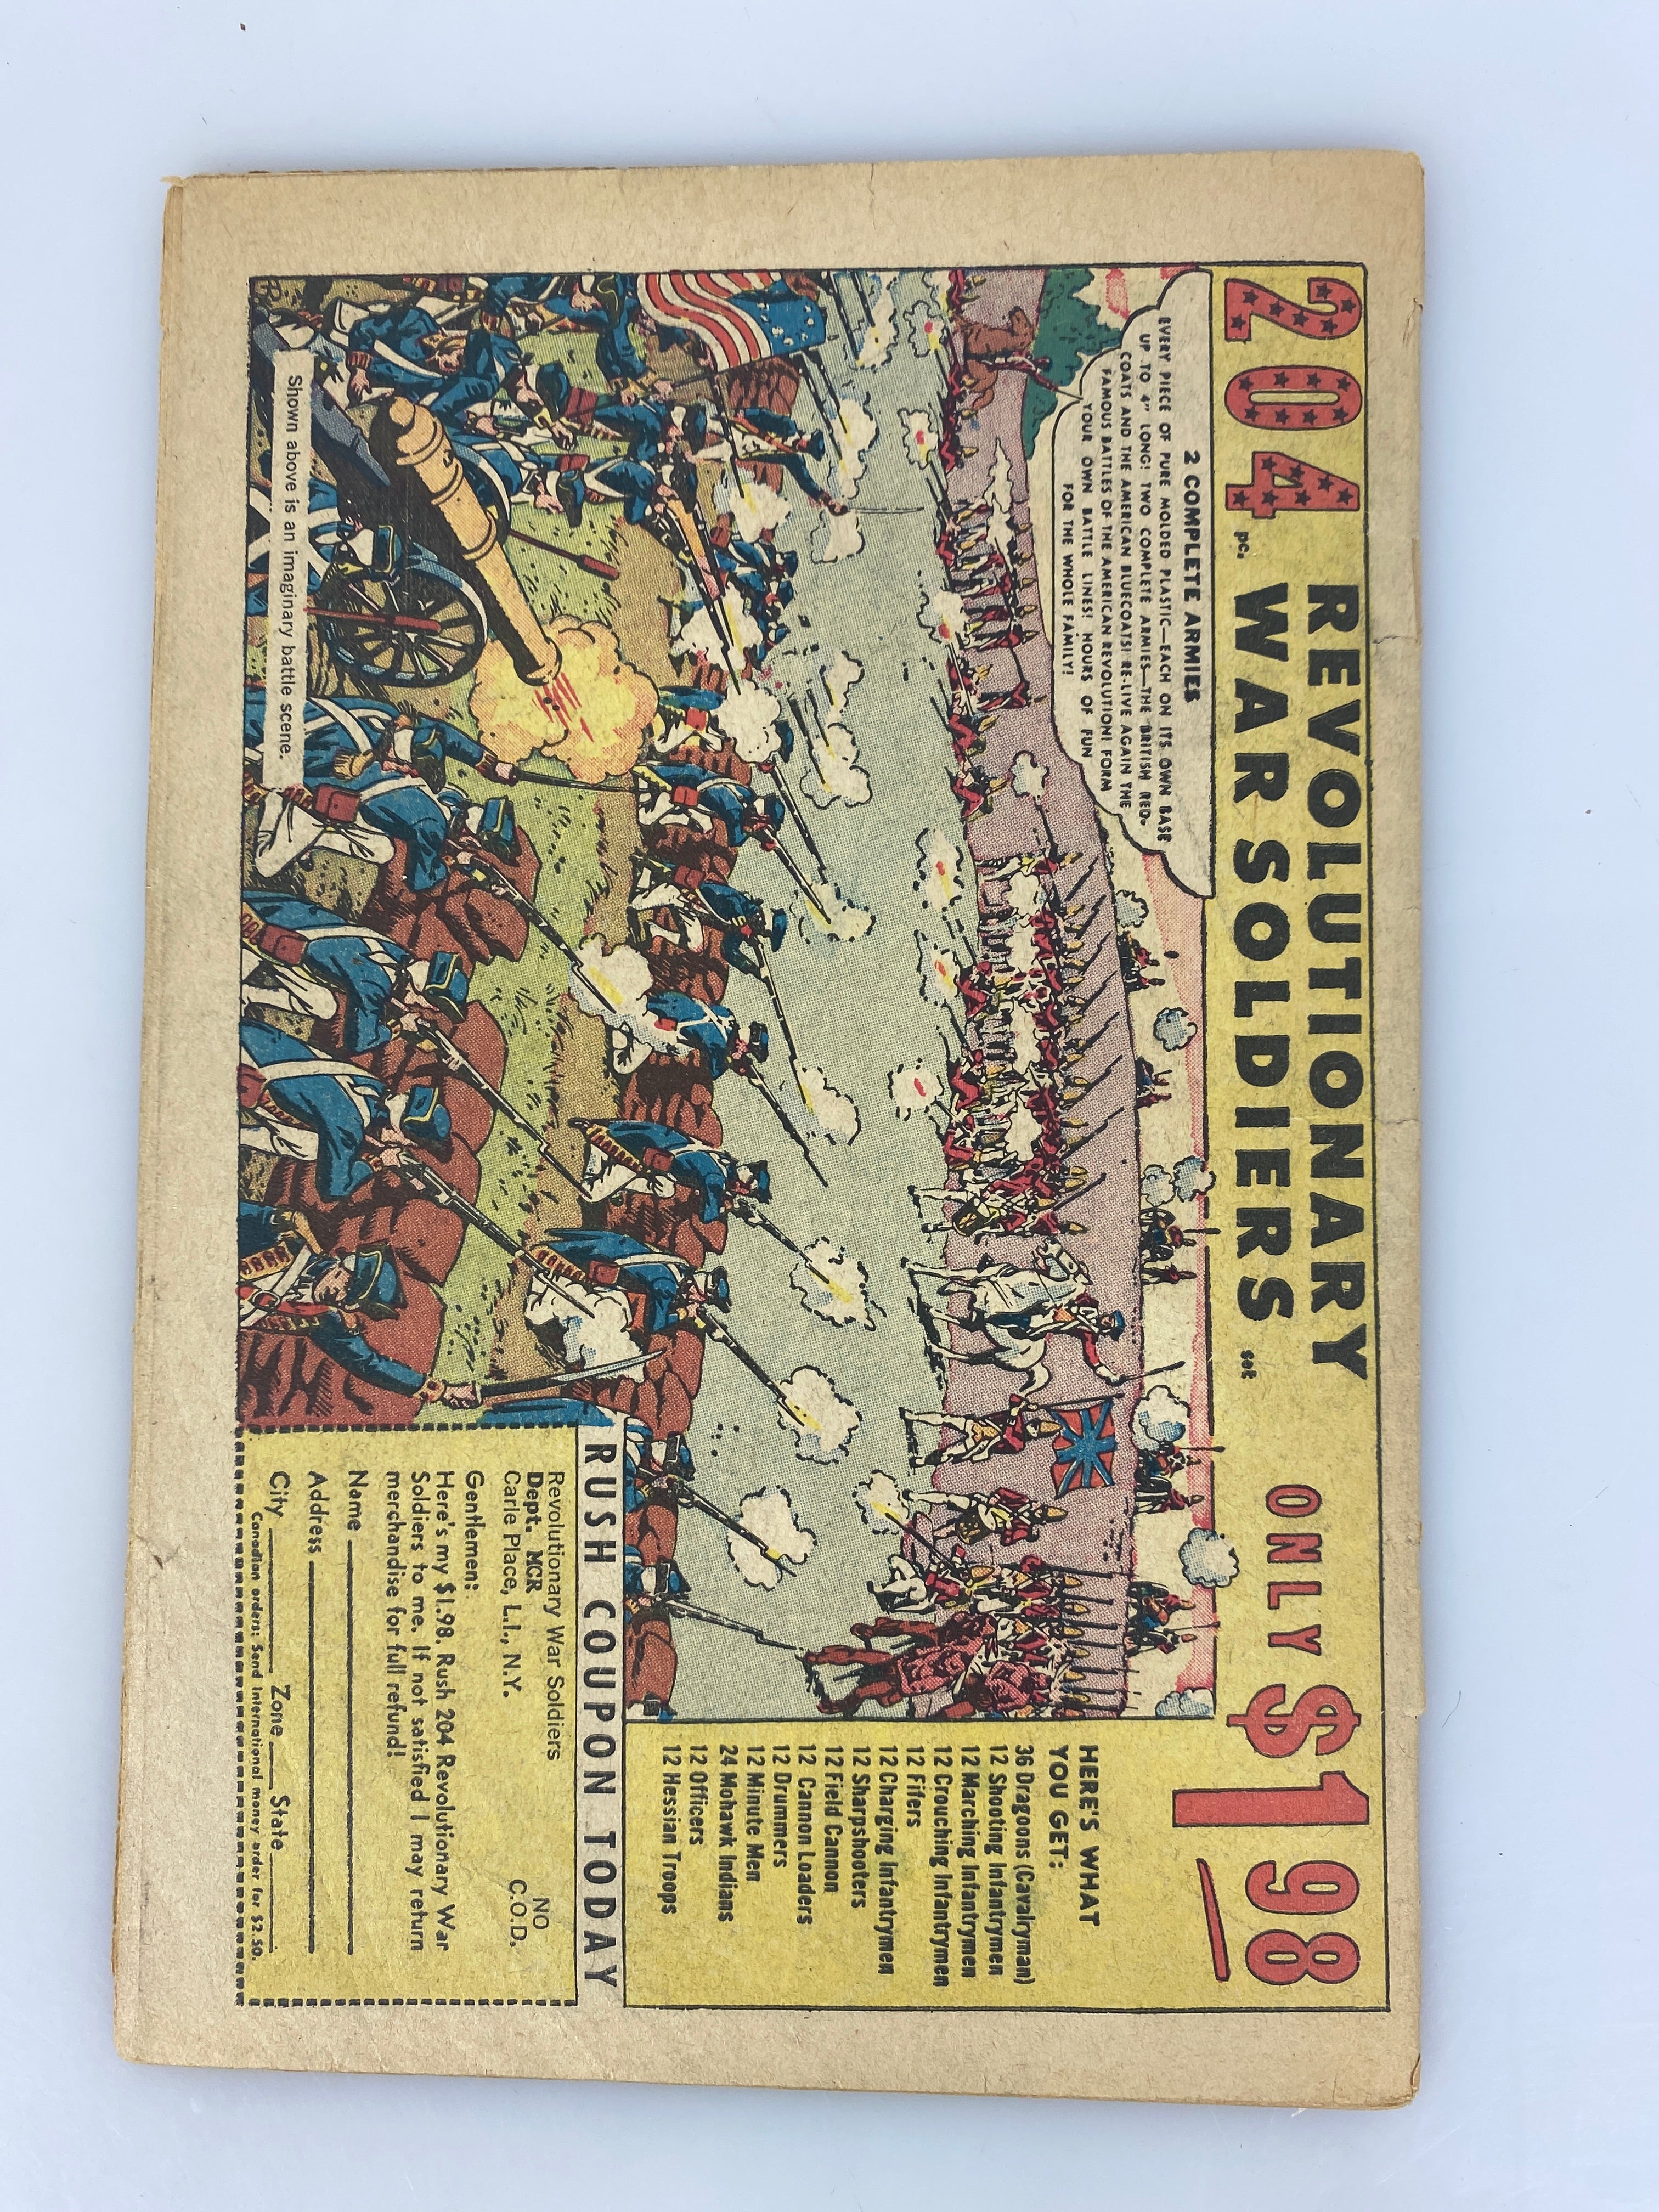 204 pc. REVOLUTIONARY
WAR SOLDIERS set
ONLY $1.98
2 COMPLETE ARMIES
EVERY PIECE OF PURE MOLDED PLASTIC—EACH ON ITS OWN BASE
UP TO 4" LONG! TWO COMPLETE ARMIES—THE BRITISH RED-
COATS AND THE AMERICAN BLUECOATS! RE-LIVE AGAIN THE
FAMOUS BATTLES OF THE AMERICAN REVOLUTION! FORM
YOUR OWN BATTLE LINES! HOURS OF FUN
FOR THE WHOLE FAMILY!
HERE'S WHAT
YOU GET:
36 Dragoons (Cavalryman)
12 Shooting Infantrymen
12 Marching Infantrymen
12 Crouching Infantrymen
12 Fifers
12 Charging Infantrymen
12 Sharpshooters
12 Field Cannon
12 Cannon Loaders
12 Drummers
12 Minute Men
24 Mohawk Indians
12 Officers
12 Hessian Troops
Shown above is an imaginary battle scene.
RUSH COUPON TODAY
Revolutionary War Soldiers
Dept. MCR
Carle Place, L.I., N.Y.
NO
C.O.D.
Gentlemen:
Here's my $1.98. Rush 204 Revolutionary War
Soldiers to me. If not satisfied I may return
merchandise for full refund!
Name
Address
City Zone State
Canadian orders: Send International money order for $2.50.